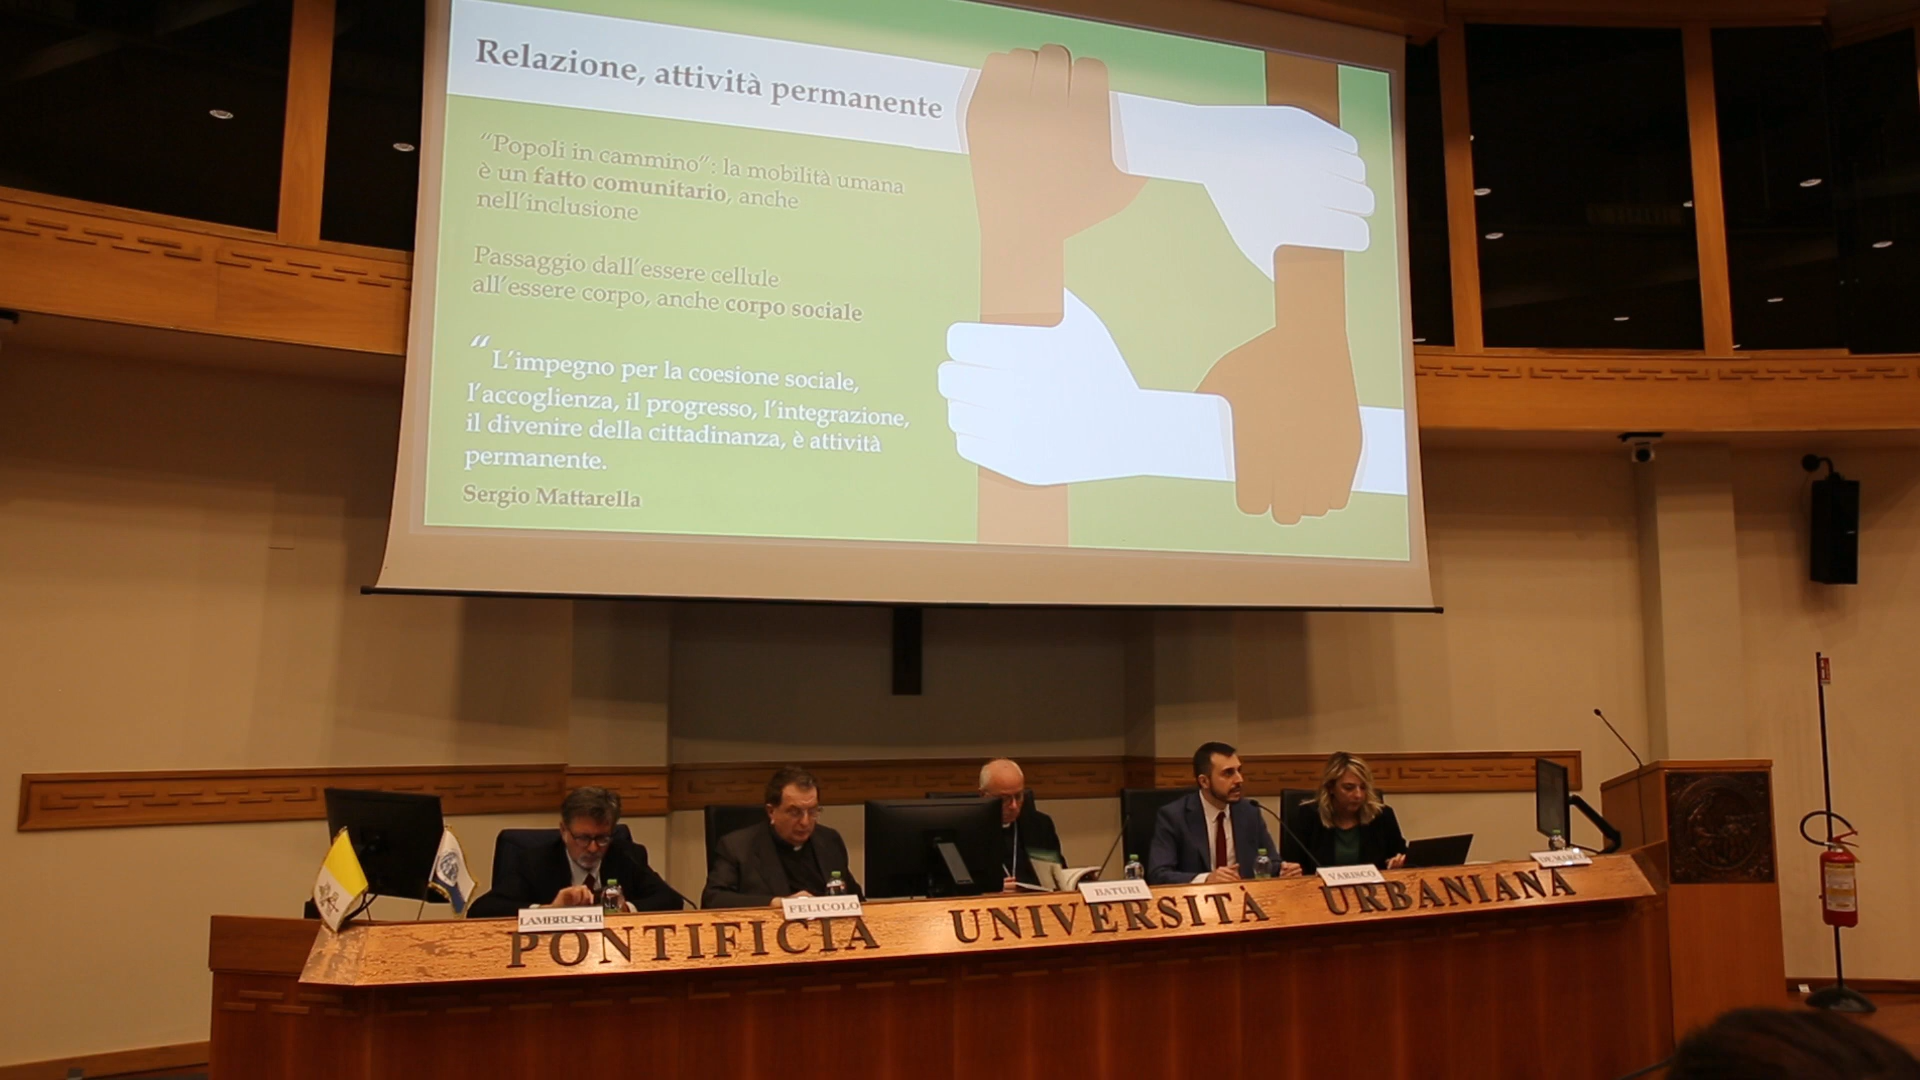 Relazione, attività permanente
“Popoli in cammino”: la mobilità umana
è un fatto comunitario, anche
nell’inclusione
Passaggio dall’essere cellule
all’essere corpo, anche corpo sociale
“L’impegno per la coesione sociale,
l’accoglienza, il progresso, l’integrazione,
il divenire della cittadinanza, è attività
permanente.
Sergio Mattarella
LAMBRUSCHI
FELICOLO
BATURI
VARISCO
PONTIFICIA UNIVERSITÀ URBANIANA